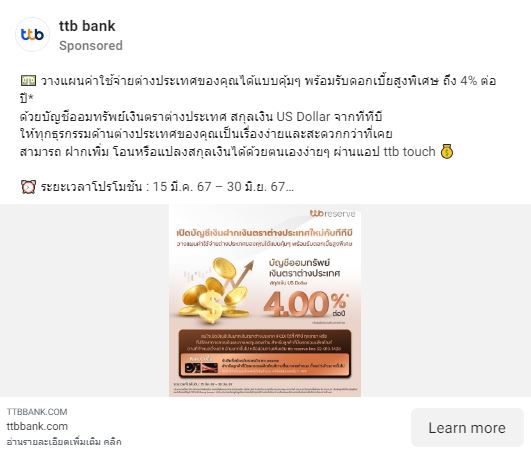 ttb bank
Sponsored
ttb
💵 วางแผนค่าใช้จ่ายต่างประเทศของคุณได้แบบคุ้มๆ พร้อมรับดอกเบี้ยสูงพิเศษ ถึง 4% ต่อ
ปี*
ด้วยบัญชีออมทรัพย์เงินตราต่างประเทศ สกุลเงิน US Dollar จากทีทีบี
ให้ทุกธุรกรรมด้านต่างประเทศของคุณเป็นเรื่องง่ายและสะดวกกว่าที่เคย
สามารถ ฝากเพิ่ม โอนหรือแปลงสกุลเงินได้ด้วยตนเองง่ายๆ ผ่านแอป ttb touch 💰
⏰ ระยะเวลาโปรโมชัน : 15 มี.ค. 67 – 30 มิ.ย. 67…
ttb reserve
เปิดบัญชีเงินฝากเงินตราต่างประเทศใหม่กับทีทีบี
วางแผนค่าใช้จ่ายต่างประเทศของคุณได้แบบคุ้มๆ พร้อมรับดอกเบี้ยสูงพิเศษ
บัญชีออมทรัพย์
เงินตราต่างประเทศ
สกุลเงิน US Dollar
4.00%*
ต่อปี
TTBBANK.COM
ttbbank.com
อ่านรายละเอียดเพิ่มเติม คลิก
Learn more